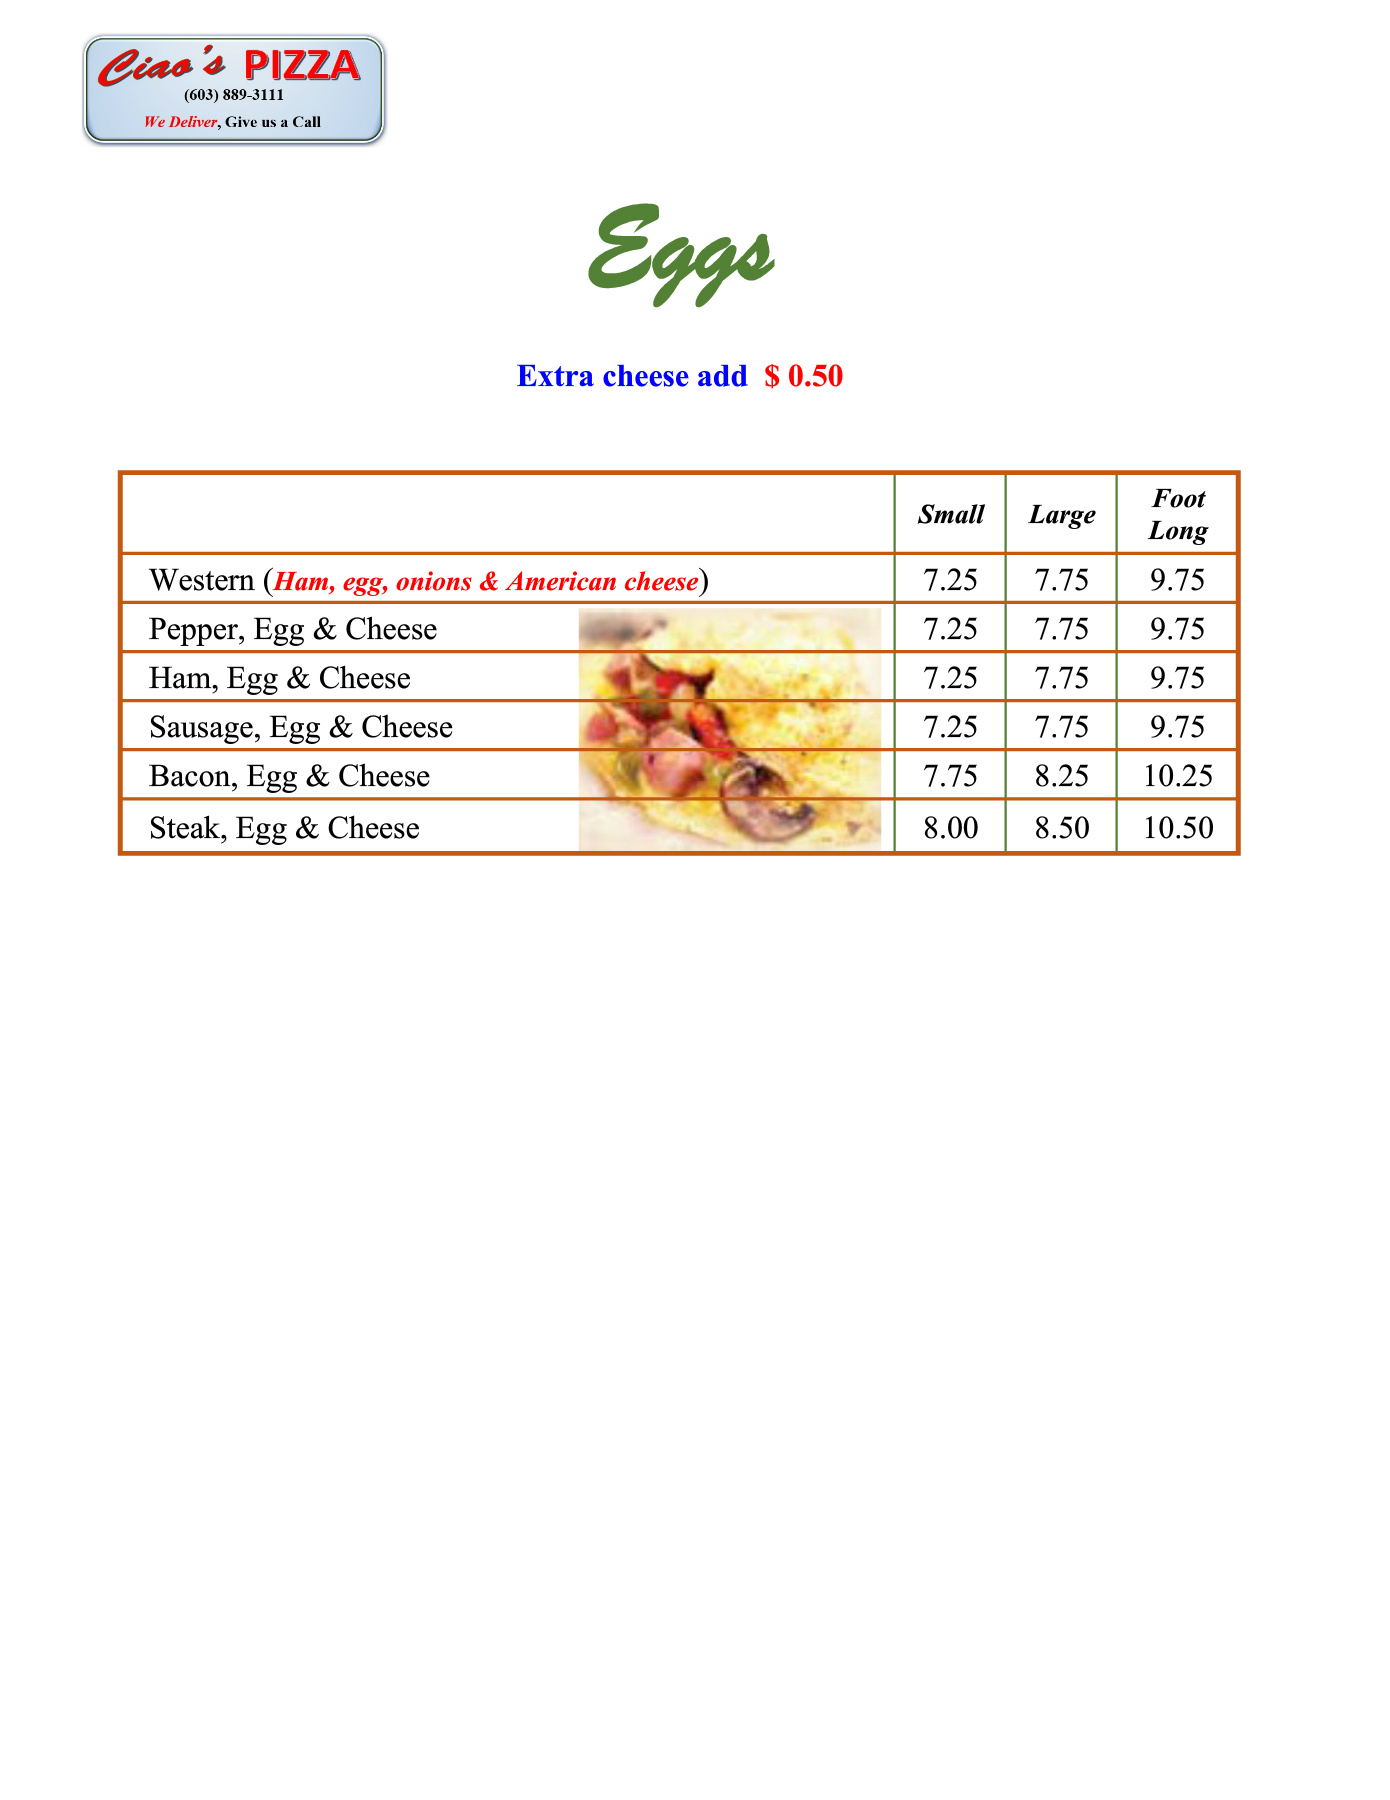 Ciao's PIZZA
(603) 889-3111
We Deliver, Give us a Call
Eggs
Extra cheese add $ 0.50
Small Large Foot Long
Western (Ham, egg, onions & American cheese) 7.25 7.75 9.75
Pepper, Egg & Cheese 7.25 7.75 9.75
Ham, Egg & Cheese 7.25 7.75 9.75
Sausage, Egg & Cheese 7.25 7.75 9.75
Bacon, Egg & Cheese 7.75 8.25 10.25
Steak, Egg & Cheese 8.00 8.50 10.50